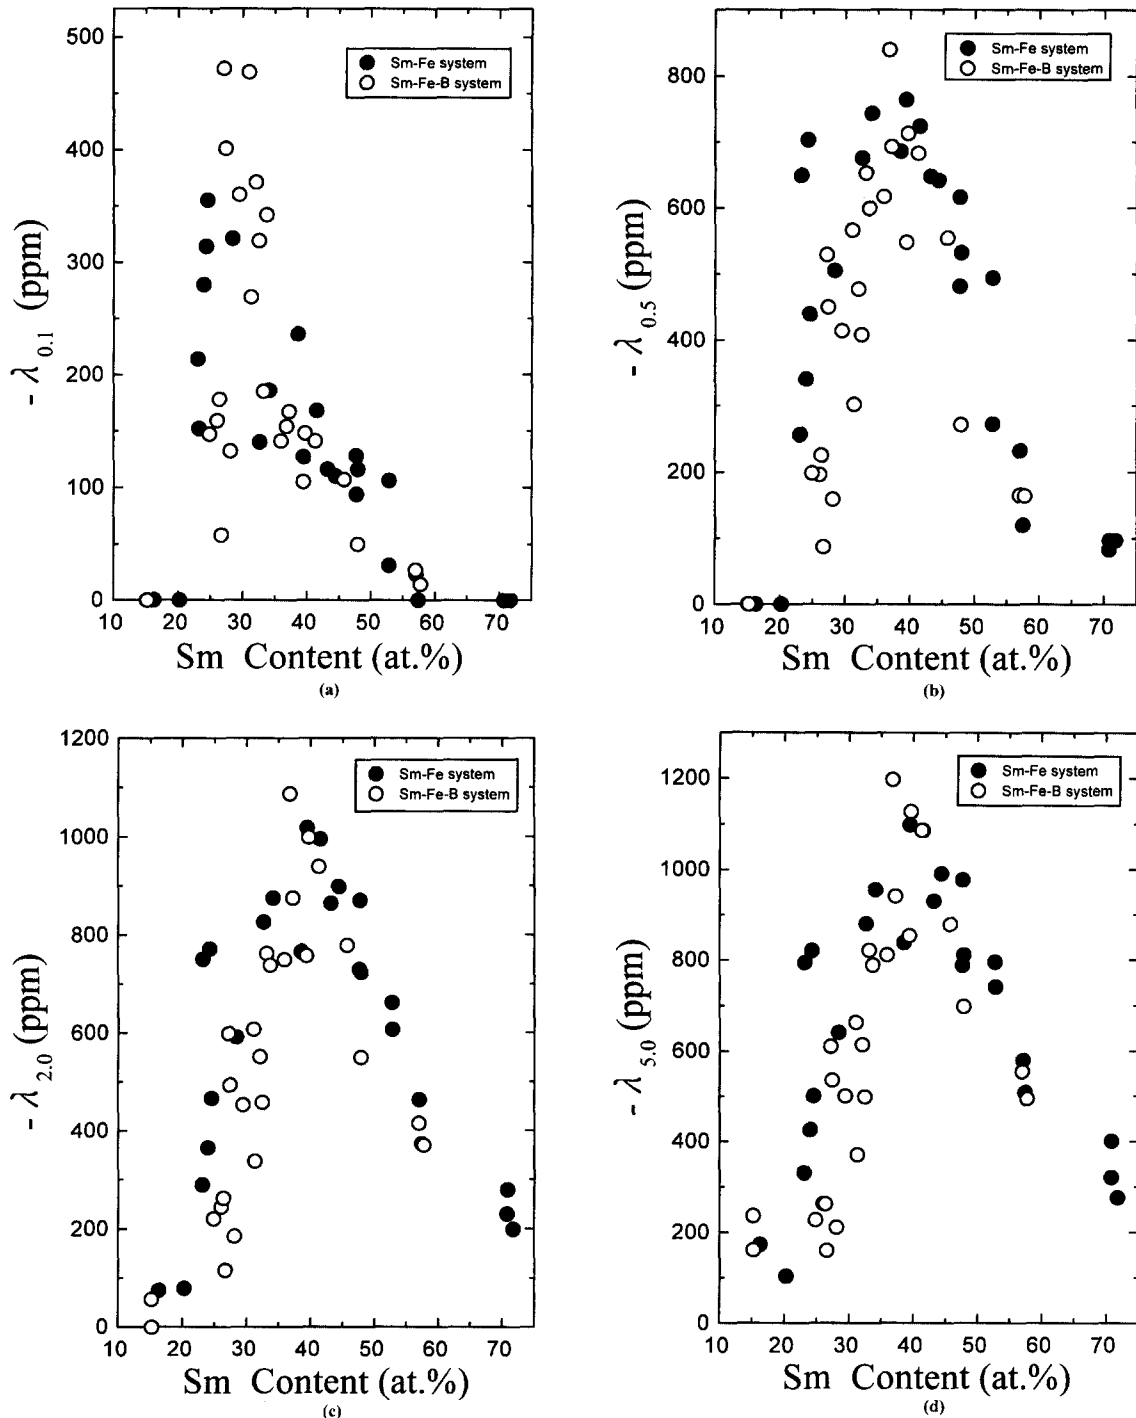 500
400
300
200
100
0
- λ 0.1 (ppm)
Sm-Fe system
Sm-Fe-B system
10 20 30 40 50 60 70
Sm Content (at.%)
(a)
800
600
400
200
0
- λ 0.5 (ppm)
Sm-Fe system
Sm-Fe-B system
10 20 30 40 50 60 70
Sm Content (at.%)
(b)
1200
1000
800
600
400
200
0
- λ 2.0 (ppm)
Sm-Fe system
Sm-Fe-B system
10 20 30 40 50 60 70
Sm Content (at.%)
(c)
1200
1000
800
600
400
200
0
- λ 5.0 (ppm)
Sm-Fe system
Sm-Fe-B system
10 20 30 40 50 60 70
Sm Content (at.%)
(d)